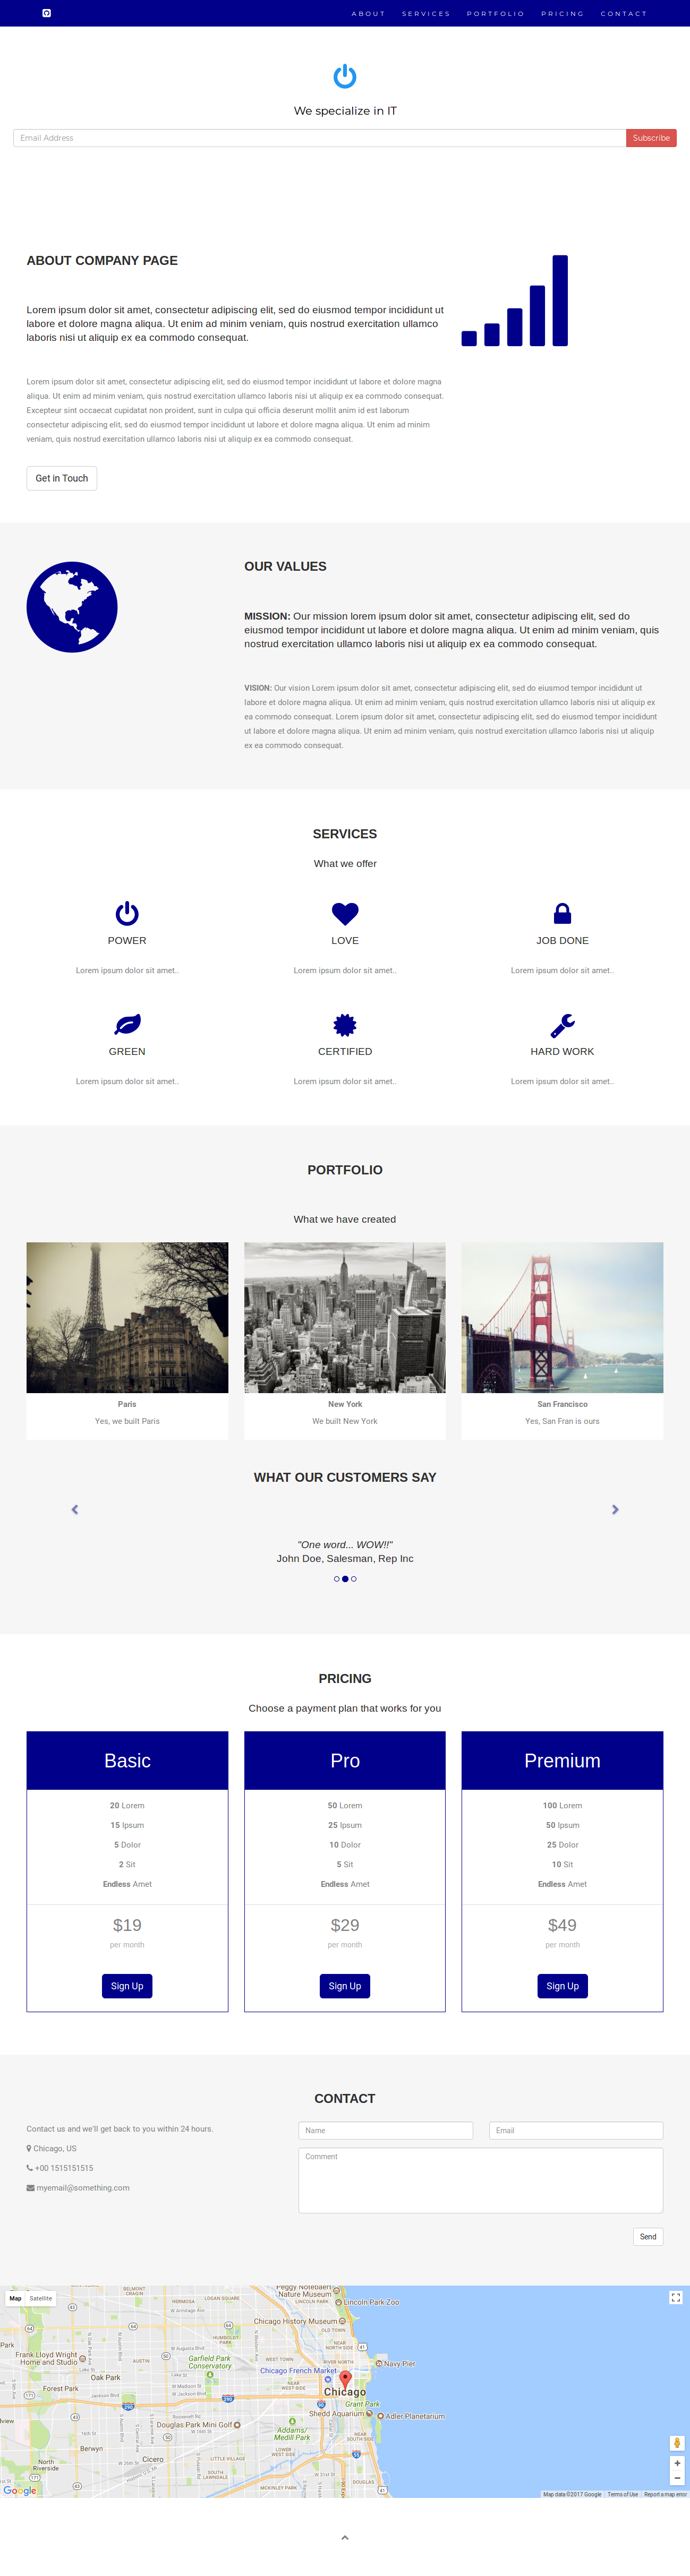 ABOUT SERVICES PORTFOLIO PRICING CONTACT
We specialize in IT
Email Address Subscribe
ABOUT COMPANY PAGE
Lorem ipsum dolor sit amet, consectetur adipiscing elit, sed do eiusmod tempor incididunt ut
labore et dolore magna aliqua. Ut enim ad minim veniam, quis nostrud exercitation ullamco
laboris nisi ut aliquip ex ea commodo consequat.
Lorem ipsum dolor sit amet, consectetur adipiscing elit, sed do eiusmod tempor incididunt ut labore et dolore magna
aliqua. Ut enim ad minim veniam, quis nostrud exercitation ullamco laboris nisi ut aliquip ex ea commodo consequat.
Excepteur sint occaecat cupidatat non proident, sunt in culpa qui officia deserunt mollit anim id est laborum
consectetur adipiscing elit, sed do eiusmod tempor incididunt ut labore et dolore magna aliqua. Ut enim ad minim
veniam, quis nostrud exercitation ullamco laboris nisi ut aliquip ex ea commodo consequat.
Get in Touch
OUR VALUES
MISSION: Our mission lorem ipsum dolor sit amet, consectetur adipiscing elit, sed do
eiusmod tempor incididunt ut labore et dolore magna aliqua. Ut enim ad minim veniam, quis
nostrud exercitation ullamco laboris nisi ut aliquip ex ea commodo consequat.
VISION: Our vision Lorem ipsum dolor sit amet, consectetur adipiscing elit, sed do eiusmod tempor incididunt ut
labore et dolore magna aliqua. Ut enim ad minim veniam, quis nostrud exercitation ullamco laboris nisi ut aliquip ex
ea commodo consequat. Lorem ipsum dolor sit amet, consectetur adipiscing elit, sed do eiusmod tempor incididunt
ut labore et dolore magna aliqua. Ut enim ad minim veniam, quis nostrud exercitation ullamco laboris nisi ut aliquip
ex ea commodo consequat.
SERVICES
What we offer
POWER LOVE JOB DONE
Lorem ipsum dolor sit amet.. Lorem ipsum dolor sit amet.. Lorem ipsum dolor sit amet..
GREEN CERTIFIED HARD WORK
Lorem ipsum dolor sit amet.. Lorem ipsum dolor sit amet.. Lorem ipsum dolor sit amet..
PORTFOLIO
What we have created
Paris New York San Francisco
Yes, we built Paris We built New York Yes, San Fran is ours
WHAT OUR CUSTOMERS SAY
"One word... WOW!!"
John Doe, Salesman, Rep Inc
PRICING
Choose a payment plan that works for you
Basic Pro Premium
20 Lorem 50 Lorem 100 Lorem
15 Ipsum 25 Ipsum 50 Ipsum
5 Dolor 10 Dolor 25 Dolor
2 Sit 5 Sit 10 Sit
Endless Amet Endless Amet Endless Amet
$19 $29 $49
per month per month per month
Sign Up Sign Up Sign Up
CONTACT
Contact us and we'll get back to you within 24 hours.
Chicago, US
+00 1515151515
myemail@something.com
Name Email
Comment
Send
Map Satellite
Peggy Notebaert
Nature Museum
Lincoln Park Zoo
Chicago History Museum
Frank Lloyd Wright
Home and Studio
Garfield Park
Conservatory
Oak Park
Forest Park
Chicago French Market
Navy Pier
Chicago
Grant Park
Shedd Aquarium
Adler Planetarium
Douglas Park Mini Golf
Addams/
Medill Park
Berwyn
Cicero
North
Riverside
LITTLE VILLAGE
MCKINLEY PARK
DOUGLAS
Google
Map data ©2017 Google Terms of Use Report a map error